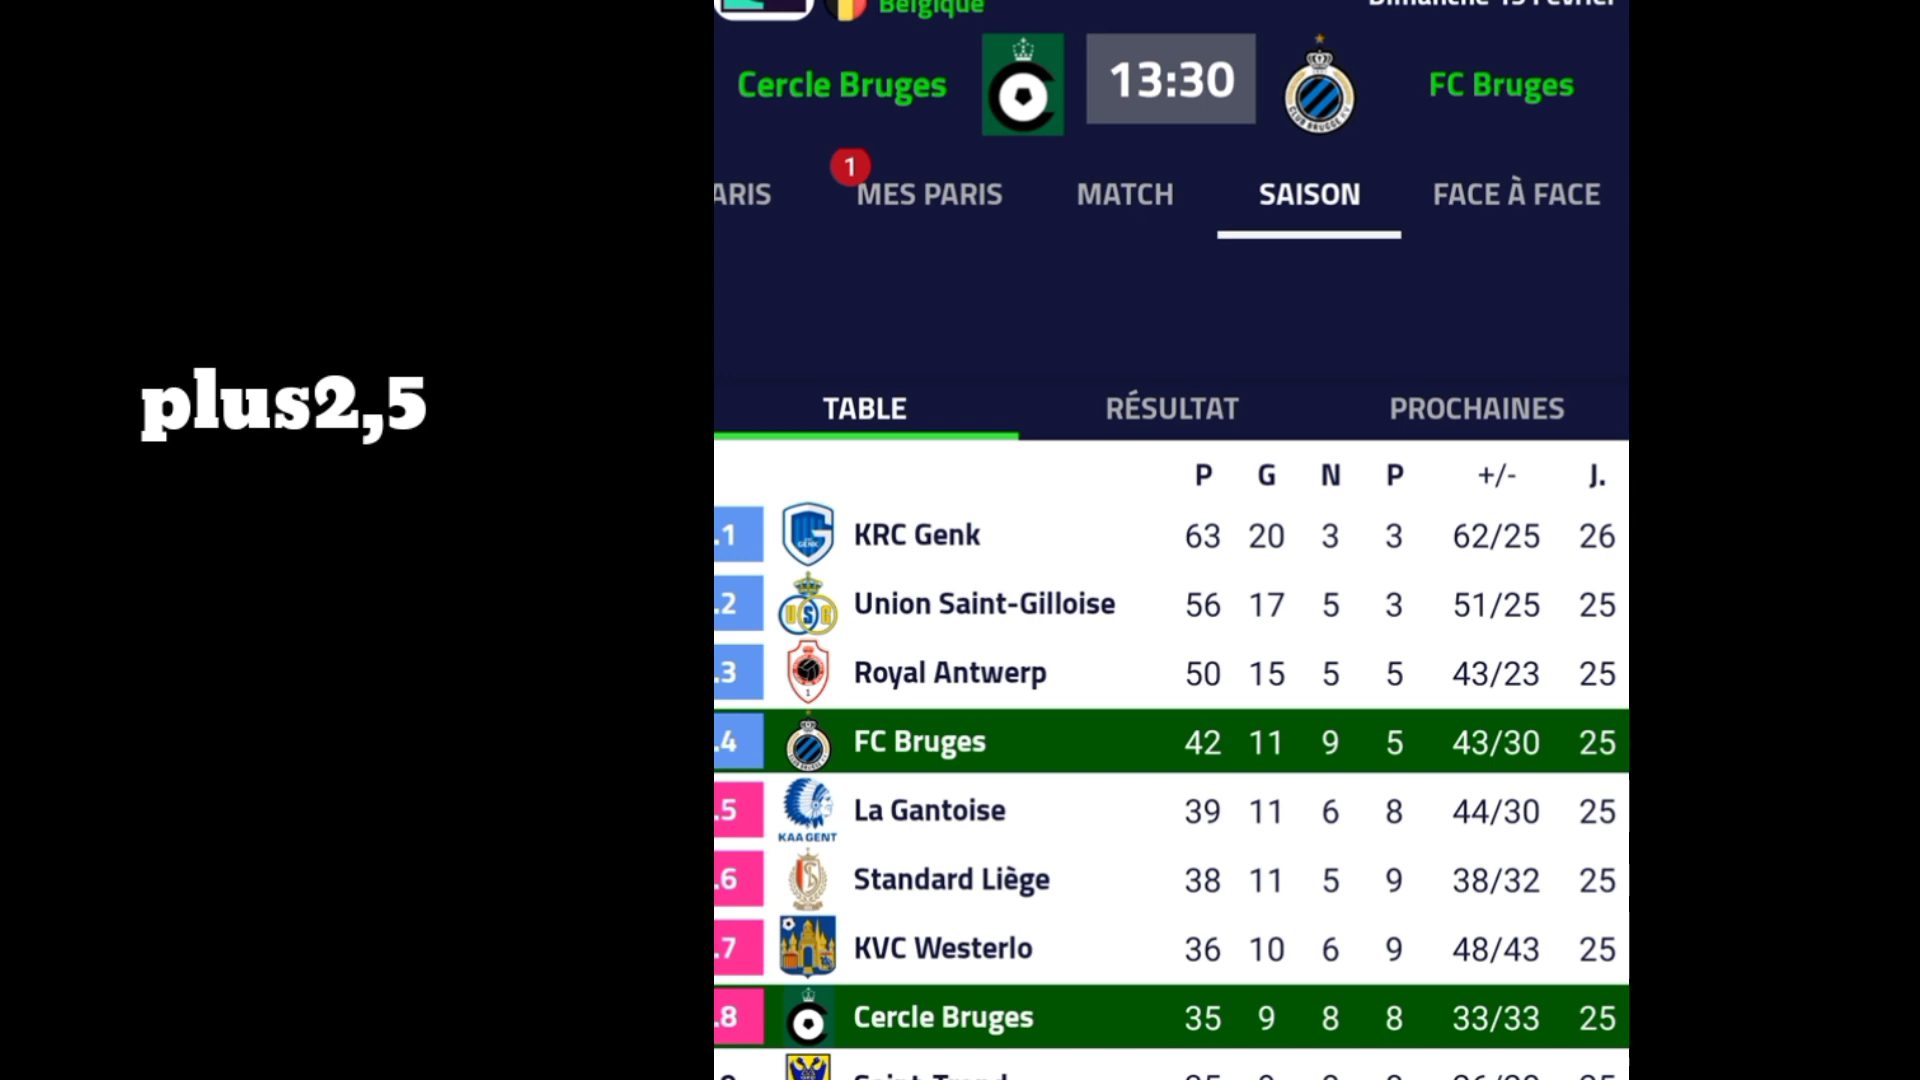 Belgique
Dimanche
Février
Cercle Bruges
13:30
FC Bruges
1
ARIS
MES PARIS
MATCH
SAISON
FACE À FACE
plus2,5
TABLE
RÉSULTAT
PROCHAINES
P G N P +/- J.
.1 KRC Genk 63 20 3 3 62/25 26
.2 Union Saint-Gilloise 56 17 5 3 51/25 25
.3 Royal Antwerp 50 15 5 5 43/23 25
.4 FC Bruges 42 11 9 5 43/30 25
.5 La Gantoise 39 11 6 8 44/30 25
KAA GENT
.6 Standard Liège 38 11 5 9 38/32 25
.7 KVC Westerlo 36 10 6 9 48/43 25
.8 Cercle Bruges 35 9 8 8 33/33 25